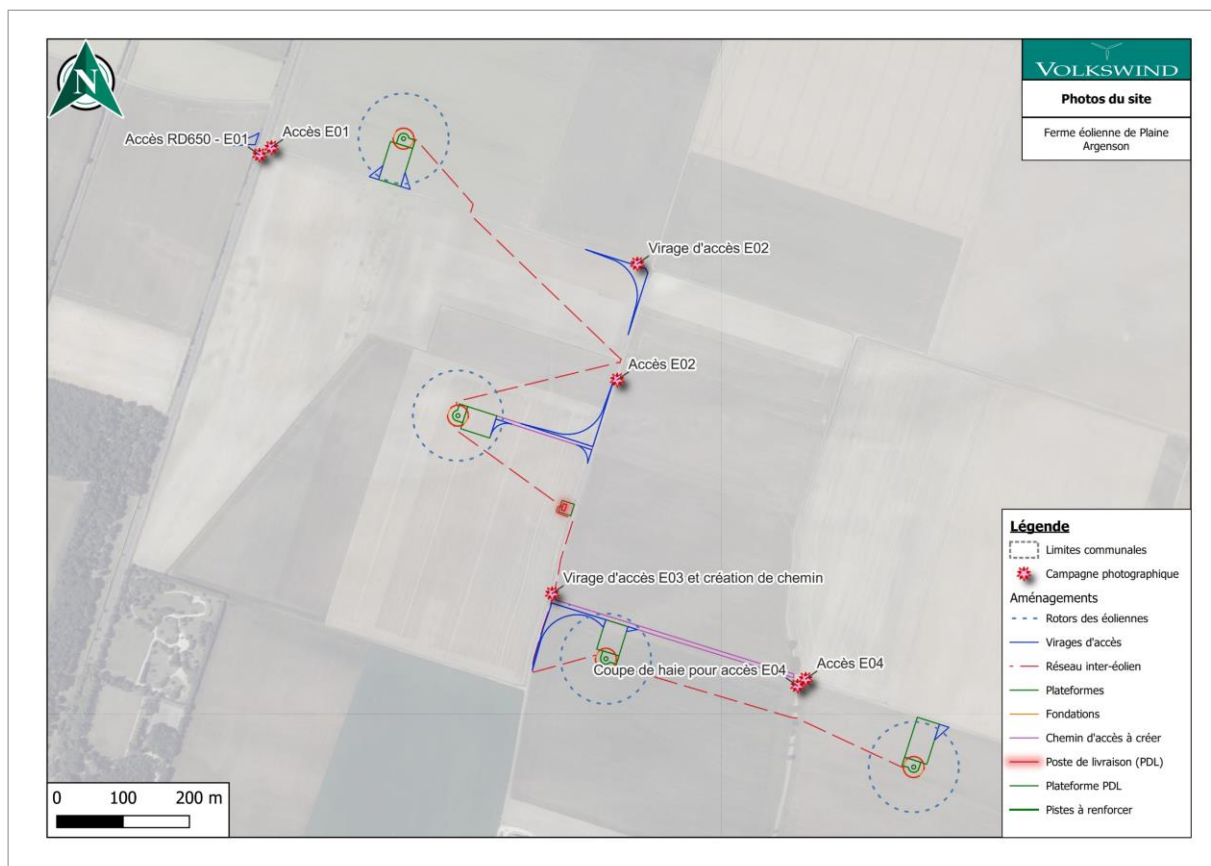 N
VOLKSWIND
Photos du site
Ferme éolienne de Plaine
Argenson
Accès RD650 - E01
Accès E01
Virage d'accès E02
Accès E02
Virage d'accès E03 et création de chemin
Coupe de haie pour accès E04
Accès E04
Légende
Limites communales
Campagne photographique
Aménagements
Rotors des éoliennes
Virages d'accès
Réseau inter-éolien
Plateformes
Fondations
Chemin d'accès à créer
Poste de livraison (PDL)
Plateforme PDL
Pistes à renforcer
0 100 200 m